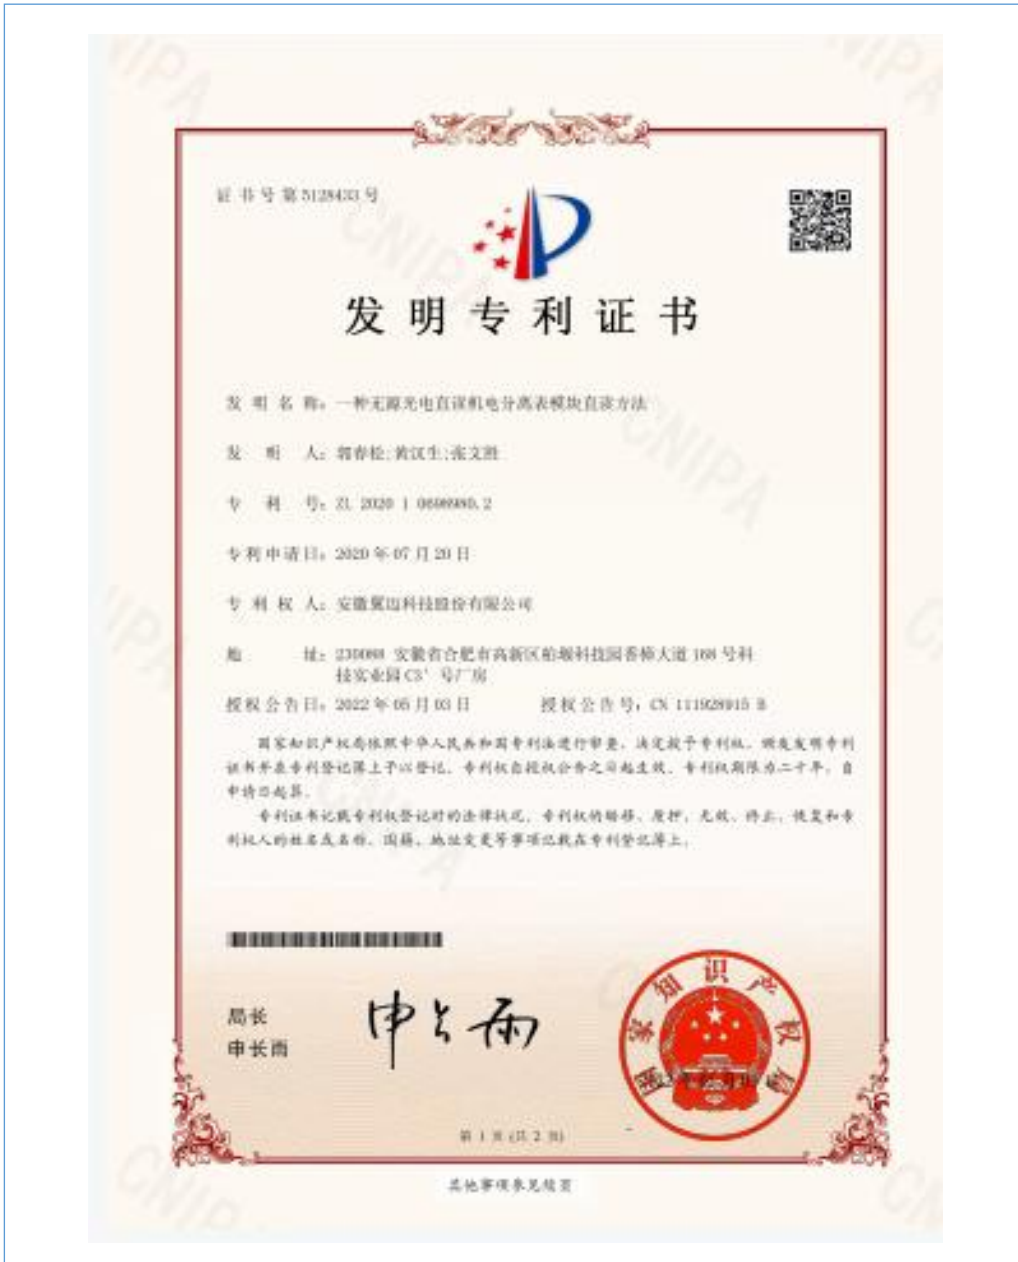 证书号第5128433号
发明专利证书
发明名称：一种无源光电直读机电分离表模块直读方法
发明人：郭春松;黄汉生;张文胜
专利号：ZL 2020 1 0698980.2
专利申请日：2020年07月20日
专利权人：安徽翼迈科技股份有限公司
地址：230088 安徽省合肥市高新区柏堰科技园香樟大道168号科
技实业园C3'号厂房
授权公告日：2022年05月03日 授权公告号：CN 111928915 B
国家知识产权局依照中华人民共和国专利法进行审查，决定授予专利权，颁发发明专利
证书并在专利登记簿上予以登记。专利权自授权公告之日起生效。专利权期限为二十年，自
申请日起算。
专利证书记载专利权登记时的法律状况。专利权的转移、质押、无效、终止、恢复和专
利权人的姓名或名称、国籍、地址变更等事项记载在专利登记簿上。
局长
申长雨
申长雨
国家知识产权局
第 1 页 (共 2 页)
其他事项参见续页
CNIPA